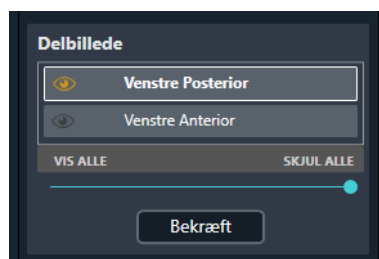 Delbillede
Venstre Posterior
Venstre Anterior
VIS ALLE SKJUL ALLE
Bekræft